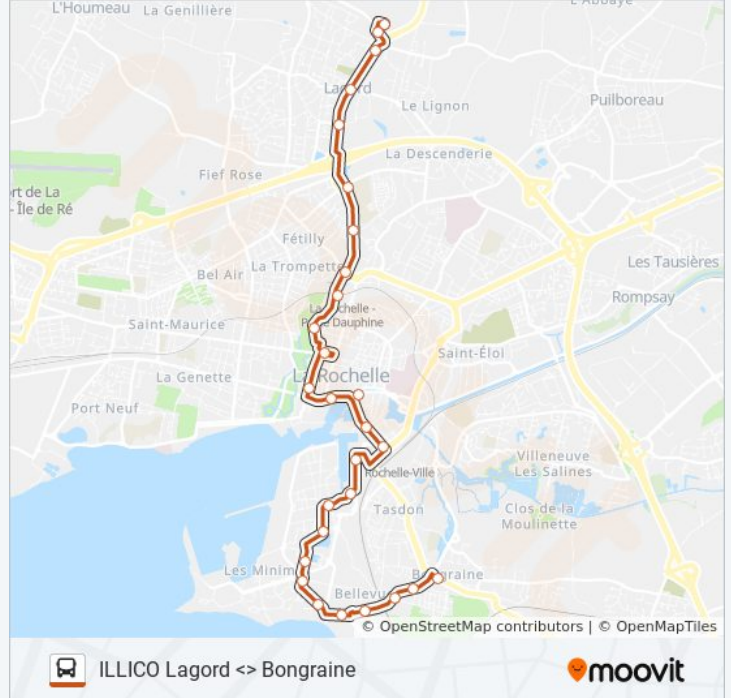 L'Houmeau
La Genillière
L'Abbaye
Lagord
Le Lignon
Puilboreau
La Descenderie
Fief Rose
rt de La
- Île de Ré
Fétilly
La Trompette
Bel Air
Les Tausières
Rompsay
La Rochelle -
Porte Dauphine
Saint-Maurice
Saint-Éloi
La Genette
La Rochelle
Port Neuf
Rochelle-Ville
Villeneuve
Les Salines
Tasdon
Clos de la
Moulinette
Les Minim
Bongraine
Bellevu
© OpenStreetMap contributors | © OpenMapTiles
ILLICO Lagord <> Bongraine
moovit